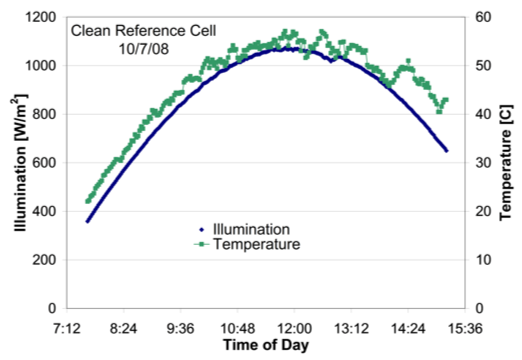 Clean Reference Cell
10/7/08
1200
1000
800
600
400
200
0
Illumination [W/m²]
60
50
40
30
20
10
0
Temperature [C]
Illumination
Temperature
7:12 8:24 9:36 10:48 12:00 13:12 14:24 15:36
Time of Day